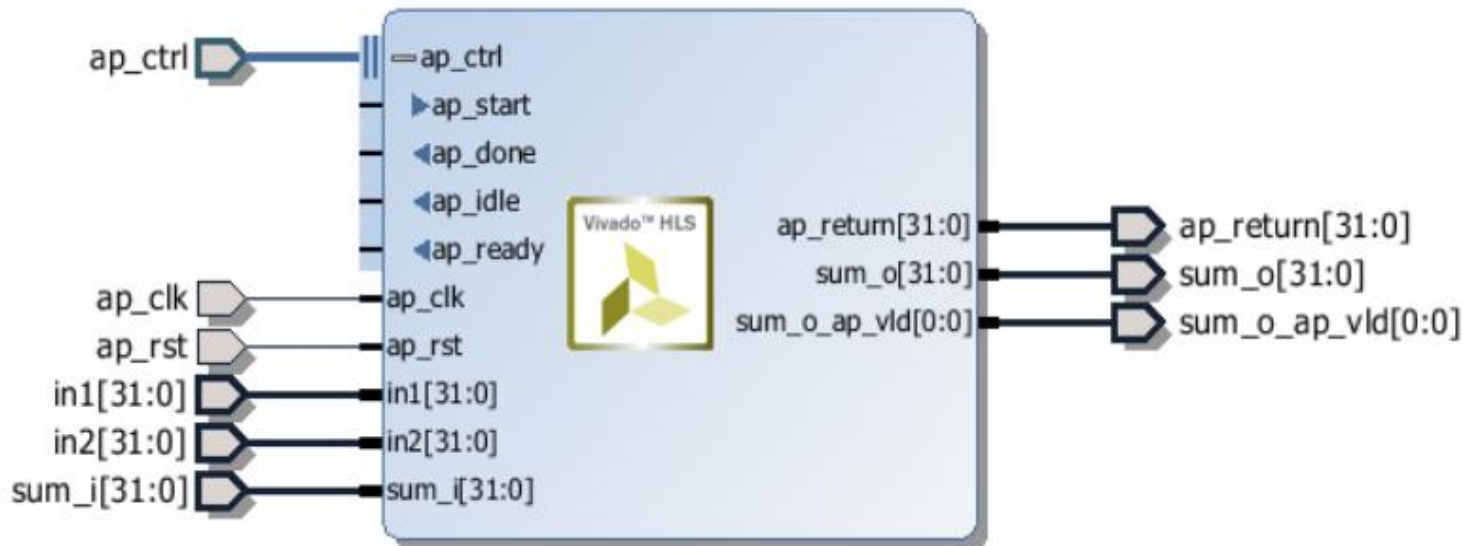 ap_ctrl
ap_ctrl
ap_start
ap_done
ap_idle
ap_ready
ap_clk
ap_clk
ap_rst
ap_rst
in1[31:0]
in1[31:0]
in2[31:0]
in2[31:0]
sum_i[31:0]
sum_i[31:0]
Vivado™ HLS
ap_return[31:0]
ap_return[31:0]
sum_o[31:0]
sum_o[31:0]
sum_o_ap_vld[0:0]
sum_o_ap_vld[0:0]